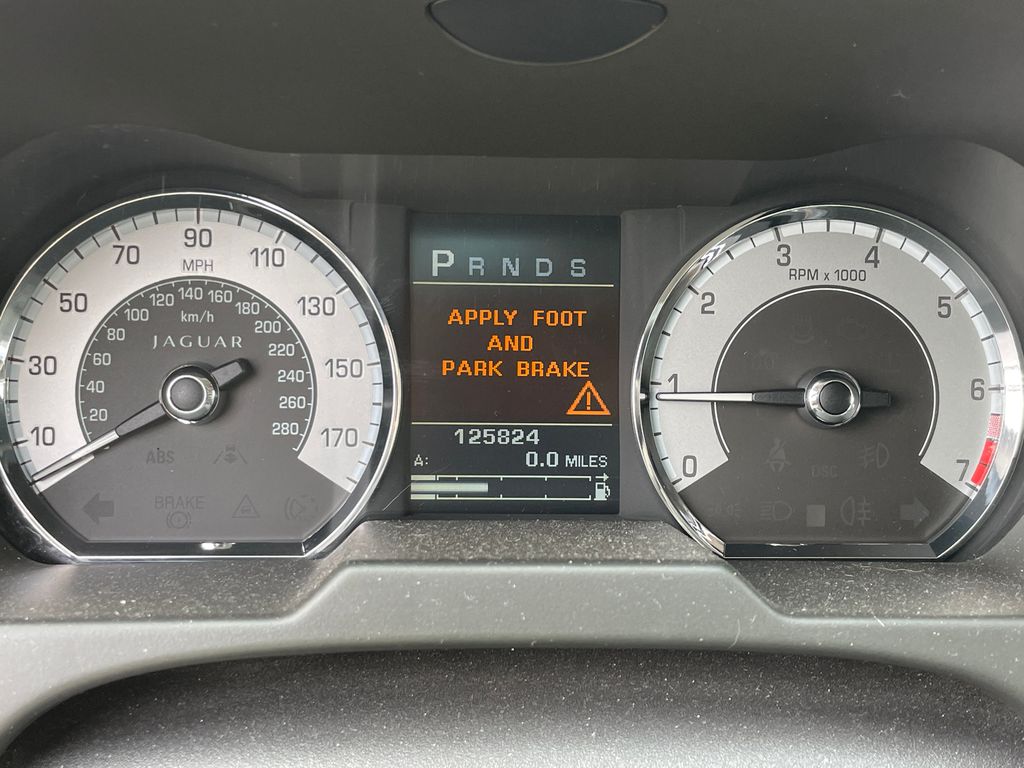 10
30
50
70
90
110
130
150
170
MPH
20
40
60
80
100
120
140
160
180
200
220
240
260
280
km/h
JAGUAR
ABS
BRAKE
P R N D S
APPLY FOOT
AND
PARK BRAKE
125824
A: 0.0 MILES
0
1
2
3
4
5
6
7
RPM x 1000
DSC